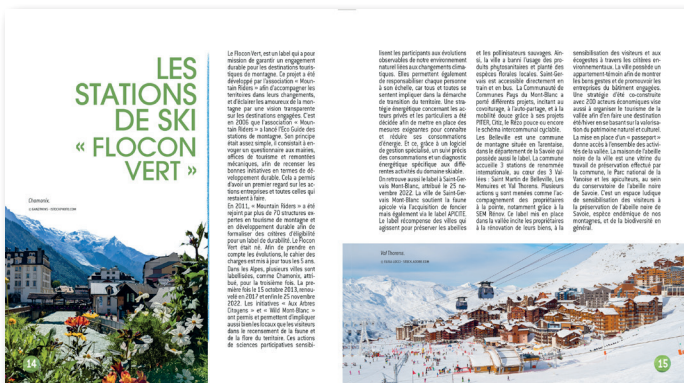 LES
STATIONS
DE SKI
« FLOCON
VERT »
Chamonix.
Le Flocon Vert, est un label qui a pour
mission de garantir un engagement
durable pour les destinations touris-
tiques de montagne. Ce projet a été
développé par l'association « Moun-
tain Riders » afin d'accompagner les
territoires dans leurs changements,
et d'éclairer les amoureux de la mon-
tagne par une vision transparente
sur les destinations engagées. C'est
en 2006 que l'association « Moun-
tain Riders » a lancé l'Eco Guide des
stations de montagne. Son principe
était assez simple, il consistait à en-
voyer un questionnaire aux mairies,
offices de tourisme et remontées
mécaniques, afin de recenser les
bonnes initiatives en termes de dé-
veloppement durable. Cela a permis
d'avoir un premier regard sur les ac-
tions entreprises et toutes celles qui
restaient à faire.
En 2011, « Mountain Riders » a été
rejoint par plus de 70 structures ex-
pertes en tourisme de montagne et
en développement durable afin de
formaliser des critères d'éligibilité
pour un label de durabilité. Le Flocon
Vert était né. Afin de prendre en
compte les évolutions, le cahier des
charges est mis à jour tous les 5 ans.
Dans les Alpes, plusieurs villes sont
labellisées, comme Chamonix, attri-
bué, pour la troisième fois. La pre-
mière fois le 15 octobre 2013, renou-
velé en 2017 et enfin le 25 novembre
2022. Les initiatives « Aux Arbres
Citoyens » et « Wild Mont-Blanc »
ont permis et permettent d'impliquer
aussi bien les locaux que les visiteurs
dans le recensement de la faune et
de la flore du territoire. Ces actions
de sciences participatives sensibi-
14
lisent les participants aux évolutions
observables de notre environnement
naturel liées aux changements clima-
tiques. Elles permettent également
de responsabiliser chaque personne
à son échelle, car tous et toutes se
sentent impliquer dans la démarche
de transition du territoire. Une stra-
tégie énergétique concernant les ac-
teurs privés et les particuliers a été
décidée afin de mettre en place des
mesures exigeantes pour connaître
et réduire ses consommations
d'énergie. Et ce, grâce à un logiciel
de gestion spécialisé, un suivi précis
des consommations et un diagnostic
énergétique spécifique aux diffé-
rentes activités du domaine skiable.
On retrouve aussi le label à Saint-Ger-
vais Mont-Blanc, attribué le 25 no-
vembre 2022. La ville de Saint-Ger-
vais Mont-Blanc soutient la faune
apicole via l'acquisition de foncier
mais également via le label APICITE.
Ce label récompense des villes qui
agissent pour préserver les abeilles
et les pollinisateurs sauvages. Ain-
si, la ville a banni l'usage des pro-
duits phytosanitaires et planté des
espèces florales locales. Saint-Ger-
vais est accessible directement en
train et en bus. La Communauté de
Communes Pays du Mont-Blanc a
porté différents projets, incitant au
covoiturage, à l'auto-partage, et à la
mobilité douce grâce à ses projets
PITER, Critz, le Rézo pouce ou encore
le schéma intercommunal cyclable.
Les Belleville est une commune
de montagne située en Tarentaise,
dans le département de la Savoie qui
possède aussi le label. La commune
accueille 3 stations de renommée
internationale, au cœur des 3 Val-
lées : Saint Martin de Belleville, Les
Menuires et Val Thorens. Plusieurs
actions y sont menées comme l'ac-
compagnement des propriétaires
à la pointe, notamment grâce à la
SEM Rénov. Ce label mis en place
dans la vallée incite les propriétaires
à la rénovation de leurs biens, à la
sensibilisation des visiteurs et aux
écogestes à travers les critères en-
vironnementaux. La ville possède un
appartement-témoin afin de montrer
les bons gestes et de promouvoir les
entreprises du bâtiment engagées.
Une stratégie d'été co-construite
avec 200 acteurs économiques vise
aussi à organiser le tourisme de la
vallée afin d'en faire une destination
été/hiver en se basant sur la valorisa-
tion du patrimoine naturel et culturel.
La mise en place d'un « passeport »
donne accès à l'ensemble des activi-
tés de la vallée. La maison de l'abeille
noire de la ville est une vitrine du
travail de préservation effectué par
la commune, le Parc national de la
Vanoise et les apiculteurs, au sein
du conservatoire de l'abeille noire
de Savoie. C'est un espace ludique
de sensibilisation des visiteurs à
la préservation de l'abeille noire de
Savoie, espèce endémique de nos
montagnes, et de la biodiversité en
général.
Val Thorens.
15